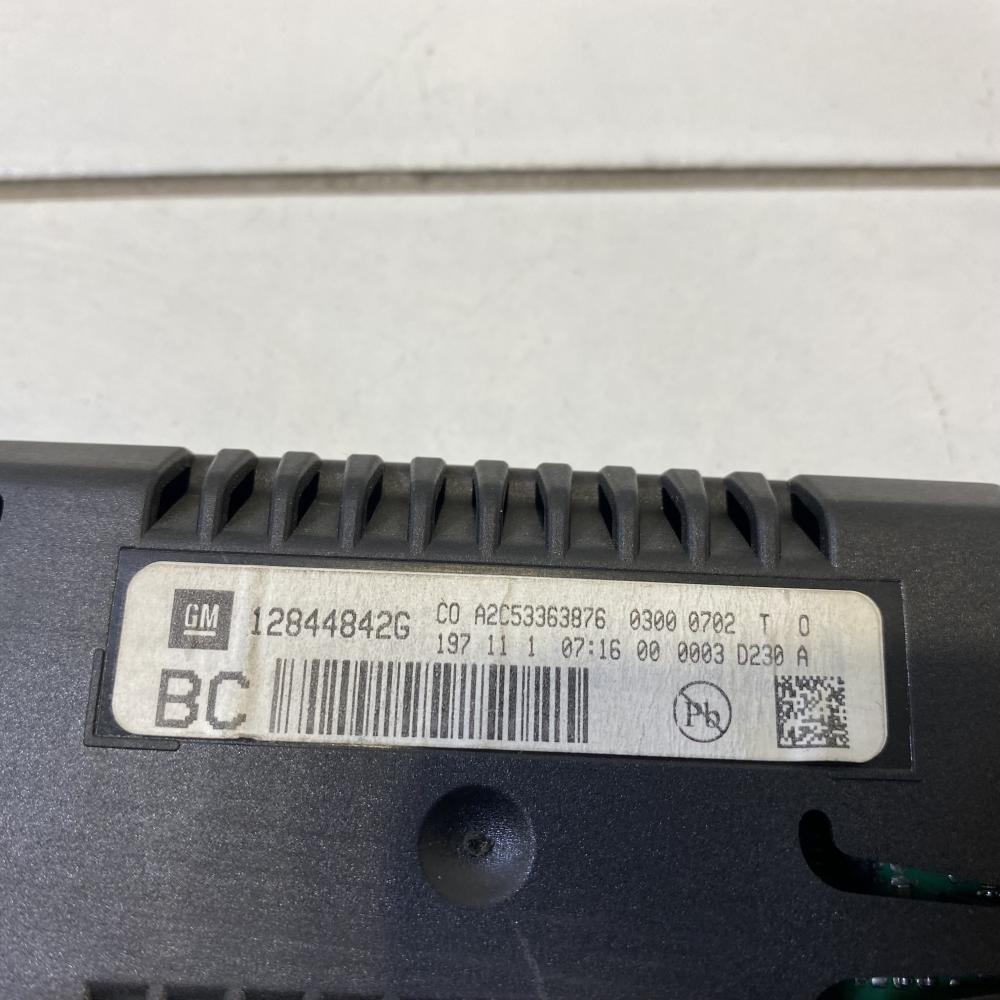 GM 12844842G CO A2C53363876 0300 0702 T 0
197 11 1 07:16 00 0003 D230 A
BC Pb